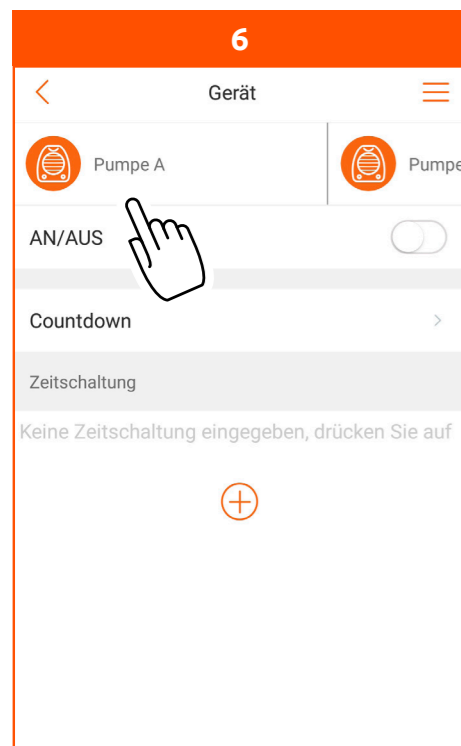 6
Gerät
Pumpe A
Pumpe
AN/AUS
Countdown
Zeitschaltung
Keine Zeitschaltung eingegeben, drücken Sie auf